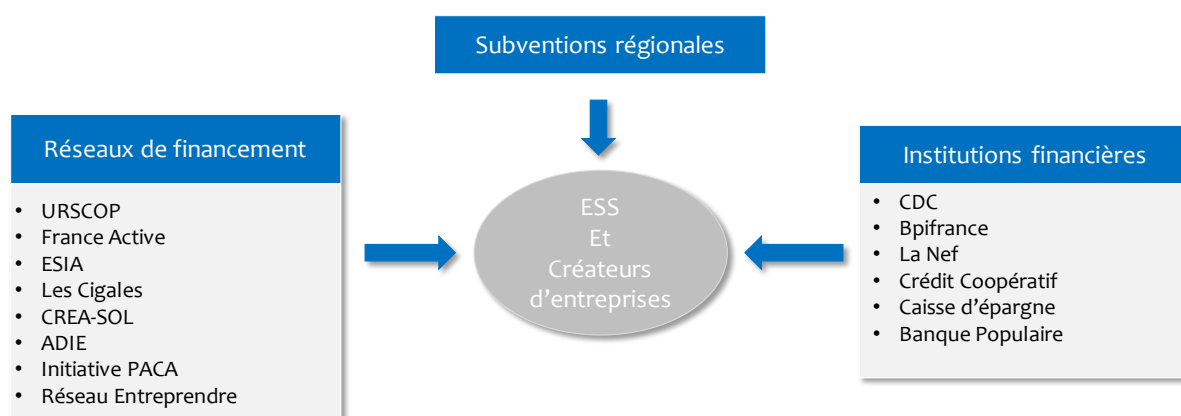 Subventions régionales
Réseaux de financement
• URSCOP
• France Active
• ESIA
• Les Cigales
• CREA-SOL
• ADIE
• Initiative PACA
• Réseau Entreprendre
ESS
Et
Créateurs
d'entreprises
Institutions financières
• CDC
• Bpifrance
• La Nef
• Crédit Coopératif
• Caisse d'épargne
• Banque Populaire